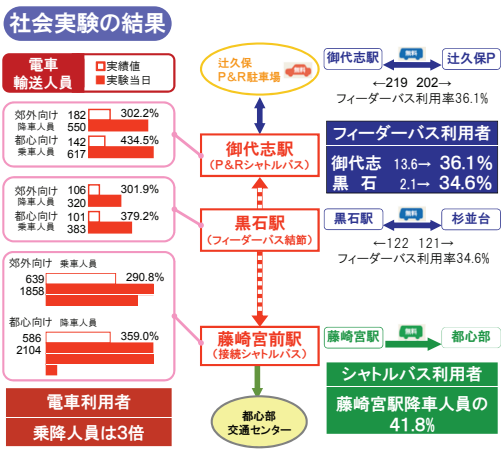 社会実験の結果
電車
輸送人員
実績値
実験当日
郊外向け 182 302.2%
降車人員 550
都心向け 142 434.5%
乗車人員 617
郊外向け 106 301.9%
降車人員 320
都心向け 101 379.2%
乗車人員 383
郊外向け 乗車人員
639 290.8%
1858
都心向け 降車人員
586 359.0%
2104
電車利用者
乗降人員は3倍
辻久保
P&R駐車場
無料
御代志駅
(P&Rシャトルバス)
黒石駅
(フィーダーバス結節)
藤崎宮前駅
(接続シャトルバス)
都心部
交通センター
御代志駅 無料 辻久保P
←219 202→
フィーダーバス利用率36.1%
フィーダーバス利用者
御代志 13.6→ 36.1%
黒 石 2.1→ 34.6%
黒石駅 無料 杉並台
←122 121→
フィーダーバス利用率34.6%
藤崎宮駅 無料 都心部
シャトルバス利用者
藤崎宮駅降車人員の
41.8%